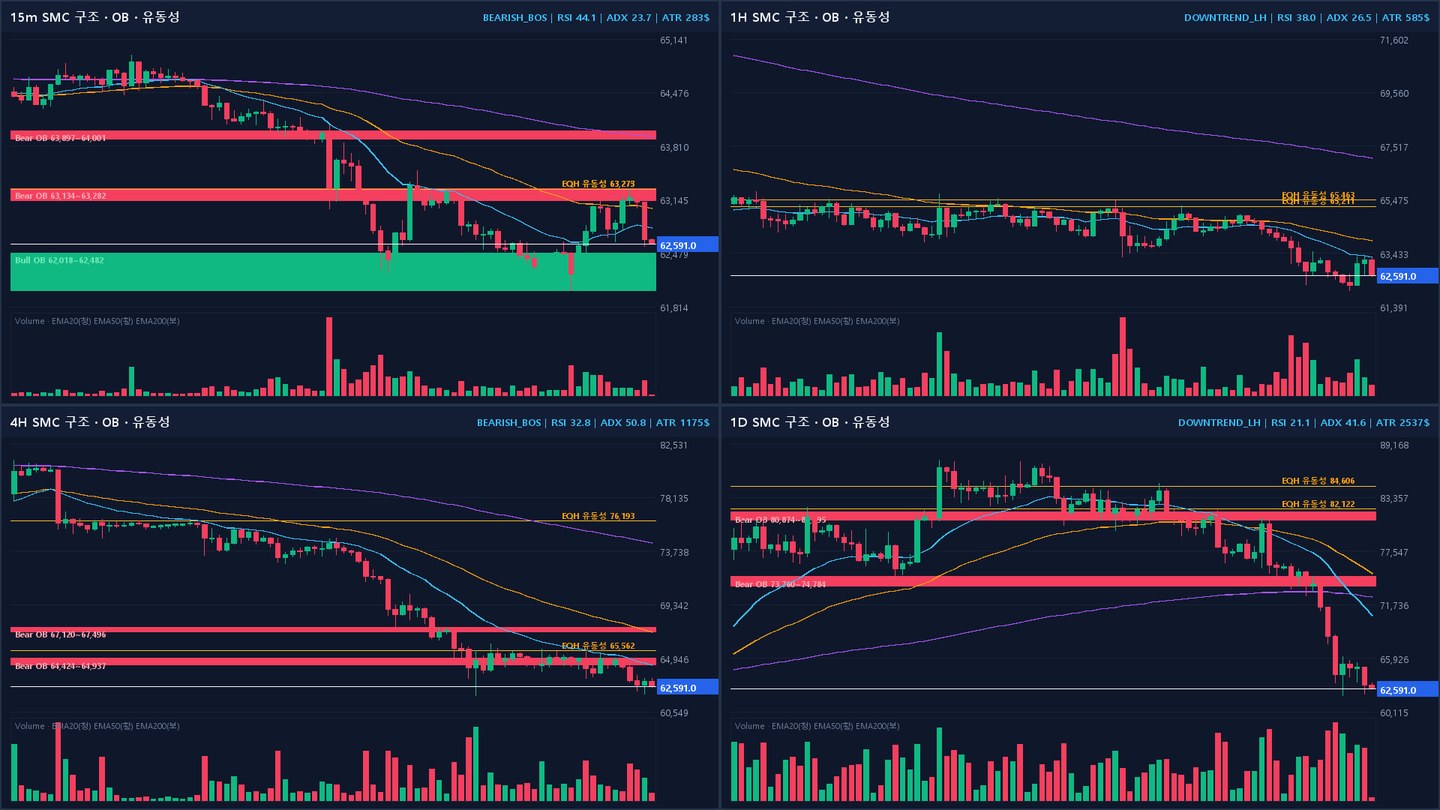 15m SMC 구조·OB·유동성
BEARISH_BOS | RSI 44.1 | ADX 23.7 | ATR 283$
65,141
64,476
63,810
63,145
62,591.0
62,479
61,814
Bear OB 63,897~64,001
EQH 유동성 63,273
Bear OB 63,134~63,282
Bull OB 62,018~62,482
Volume · EMA20(청) EMA50(황) EMA200(보)
1H SMC 구조·OB·유동성
DOWNTREND_LH | RSI 38.0 | ADX 26.5 | ATR 585$
71,602
69,560
67,517
65,475
63,433
62,591.0
61,391
EQH 유동성 65,463
EQH 유동성
Volume · EMA20(청) EMA50(황) EMA200(보)
4H SMC 구조·OB·유동성
BEARISH_BOS | RSI 32.8 | ADX 50.8 | ATR 1175$
82,531
78,135
73,738
69,342
64,946
62,591.0
60,549
EQH 유동성 76,193
Bear OB 67,120~67,496
EQH 유동성 65,562
Bear OB 64,424~64,937
Volume · EMA20(청) EMA50(황) EMA200(보)
1D SMC 구조·OB·유동성
DOWNTREND_LH | RSI 21.1 | ADX 41.6 | ATR 2537$
89,168
83,357
77,547
71,736
65,926
62,591.0
60,115
EQH 유동성 84,606
EQH 유동성 82,122
Bear OB 80,874~
Bear OB 73,760~74,784
Volume · EMA20(청) EMA50(황) EMA200(보)